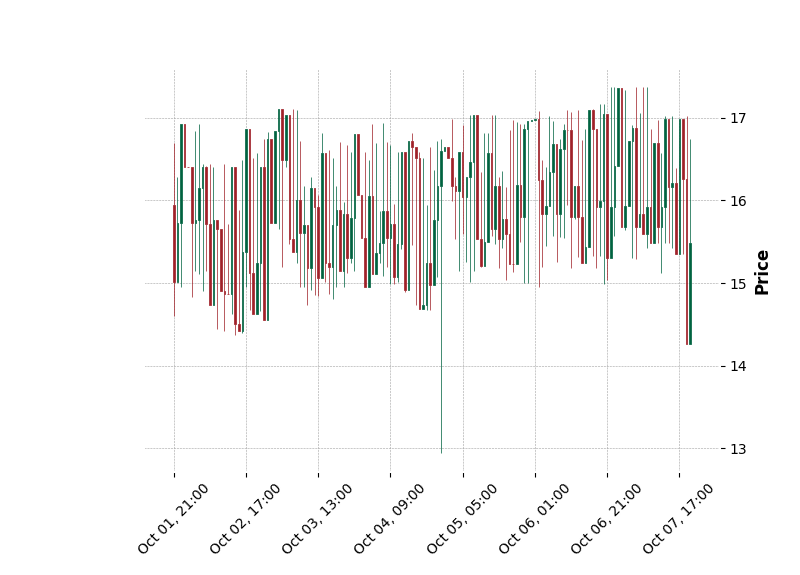 17
16
15
14
13
Price
Oct 01, 21:00
Oct 02, 17:00
Oct 03, 13:00
Oct 04, 09:00
Oct 05, 05:00
Oct 06, 01:00
Oct 06, 21:00
Oct 07, 17:00